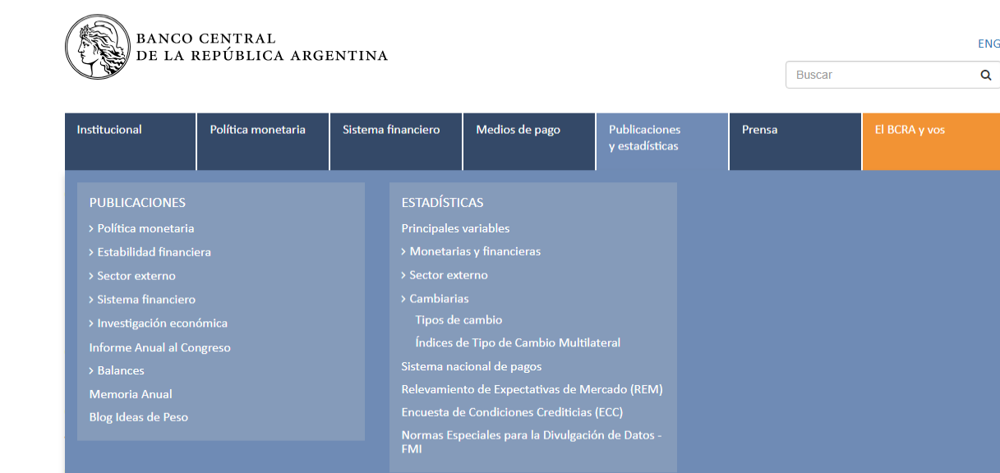 BANCO CENTRAL
DE LA REPÚBLICA ARGENTINA
ENG
Buscar
Institucional
Política monetaria
Sistema financiero
Medios de pago
Publicaciones
y estadísticas
Prensa
El BCRA y vos
PUBLICACIONES
> Política monetaria
> Estabilidad financiera
> Sector externo
> Sistema financiero
> Investigación económica
Informe Anual al Congreso
> Balances
Memoria Anual
Blog Ideas de Peso
ESTADÍSTICAS
Principales variables
> Monetarias y financieras
> Sector externo
> Cambiarias
Tipos de cambio
Índices de Tipo de Cambio Multilateral
Sistema nacional de pagos
Relevamiento de Expectativas de Mercado (REM)
Encuesta de Condiciones Crediticias (ECC)
Normas Especiales para la Divulgación de Datos -
FMI